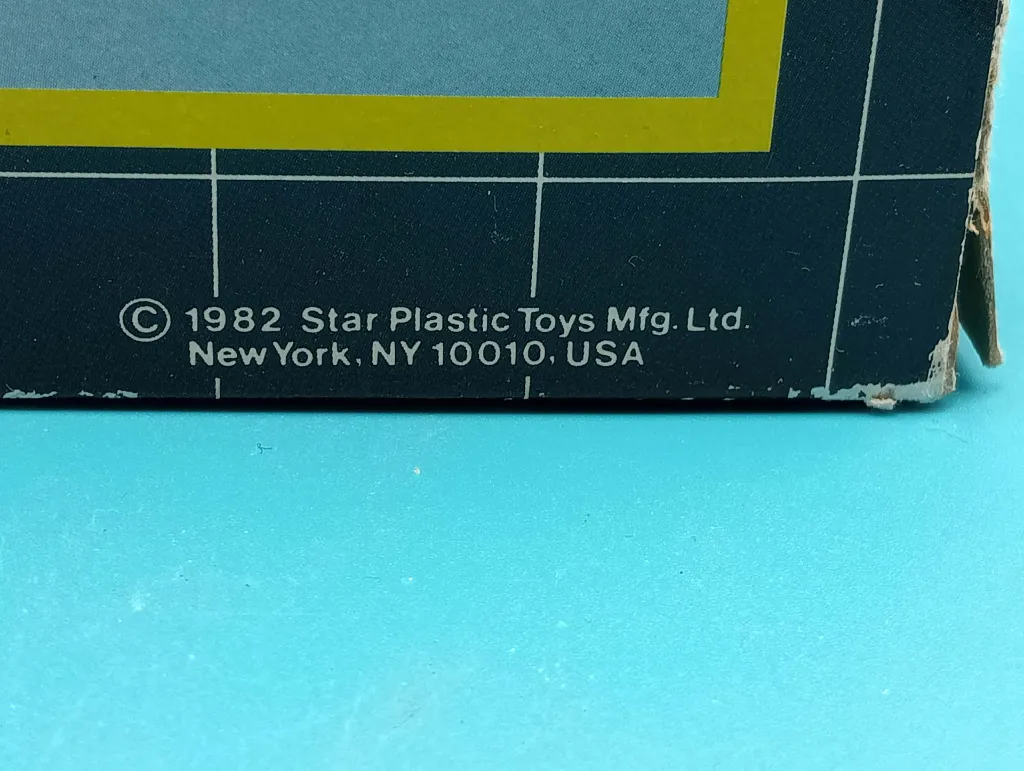 © 1982 Star Plastic Toys Mfg. Ltd.
New York, NY 10010, USA